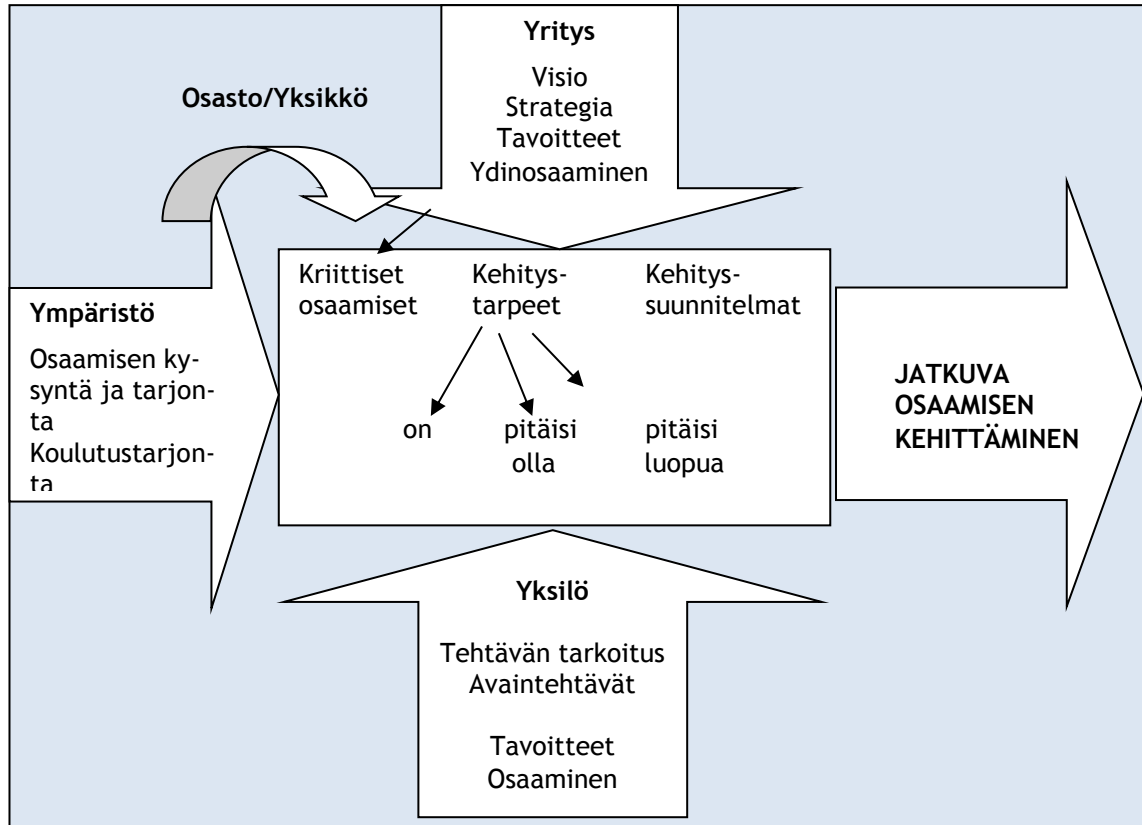 Yritys
Visio
Strategia
Tavoitteet
Ydinosaaminen
Osasto/Yksikkö
Ympäristö
Osaamisen ky-
syntä ja tarjon-
ta
Koulutustarjon-
ta
Kriittiset
osaamiset
Kehitys-
tarpeet
Kehitys-
suunnitelmat
on
pitäisi
olla
pitäisi
luopua
JATKUVA
OSAAMISEN
KEHITTÄMINEN
Yksilö
Tehtävän tarkoitus
Avaintehtävät
Tavoitteet
Osaaminen